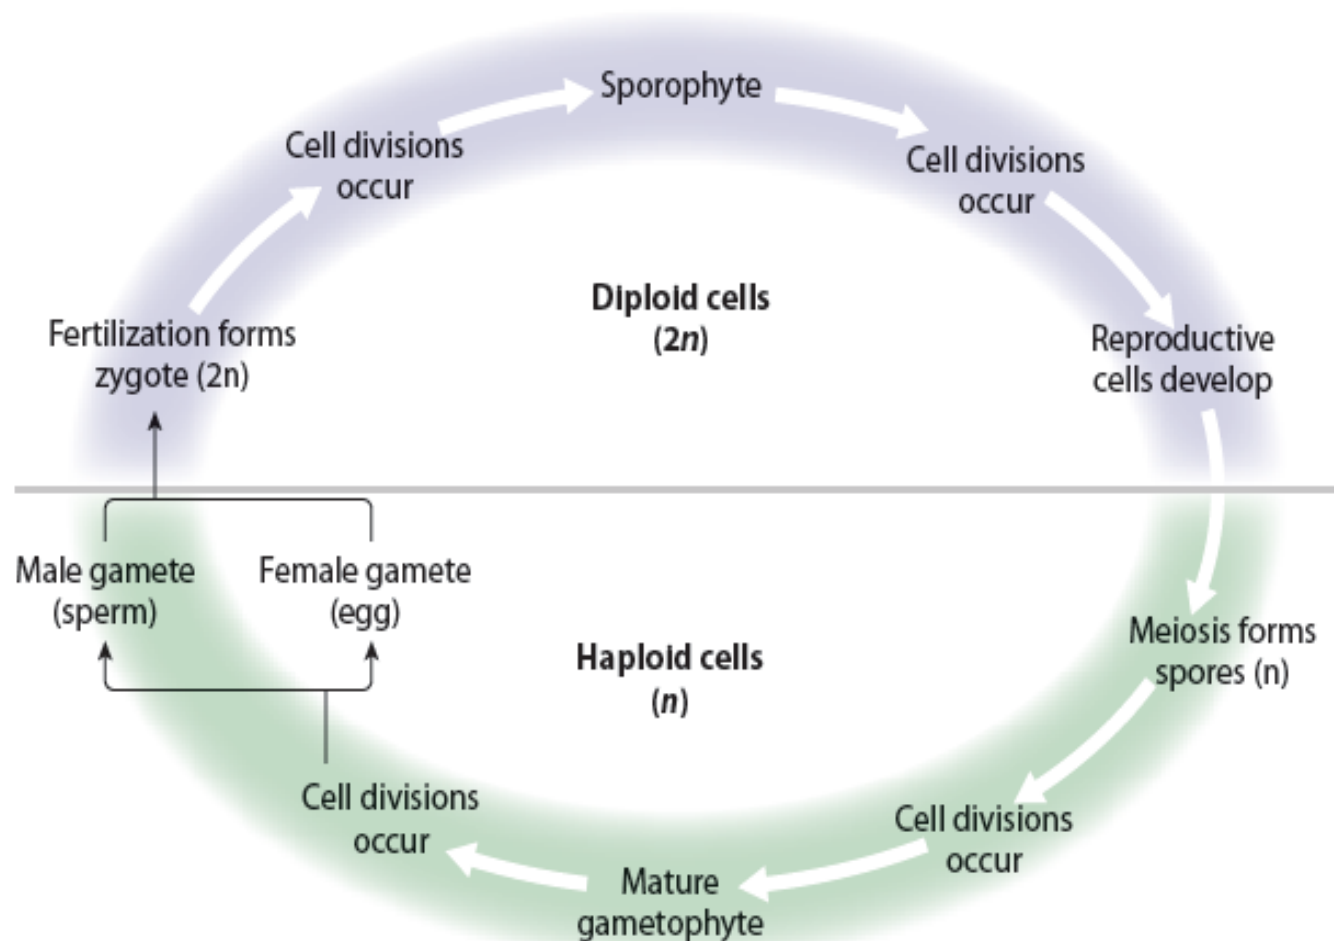 Sporophyte
Cell divisions
occur
Cell divisions
occur
Diploid cells
(2n)
Fertilization forms
zygote (2n)
Reproductive
cells develop
Male gamete
(sperm)
Female gamete
(egg)
Haploid cells
(n)
Meiosis forms
spores (n)
Cell divisions
occur
Cell divisions
occur
Mature
gametophyte